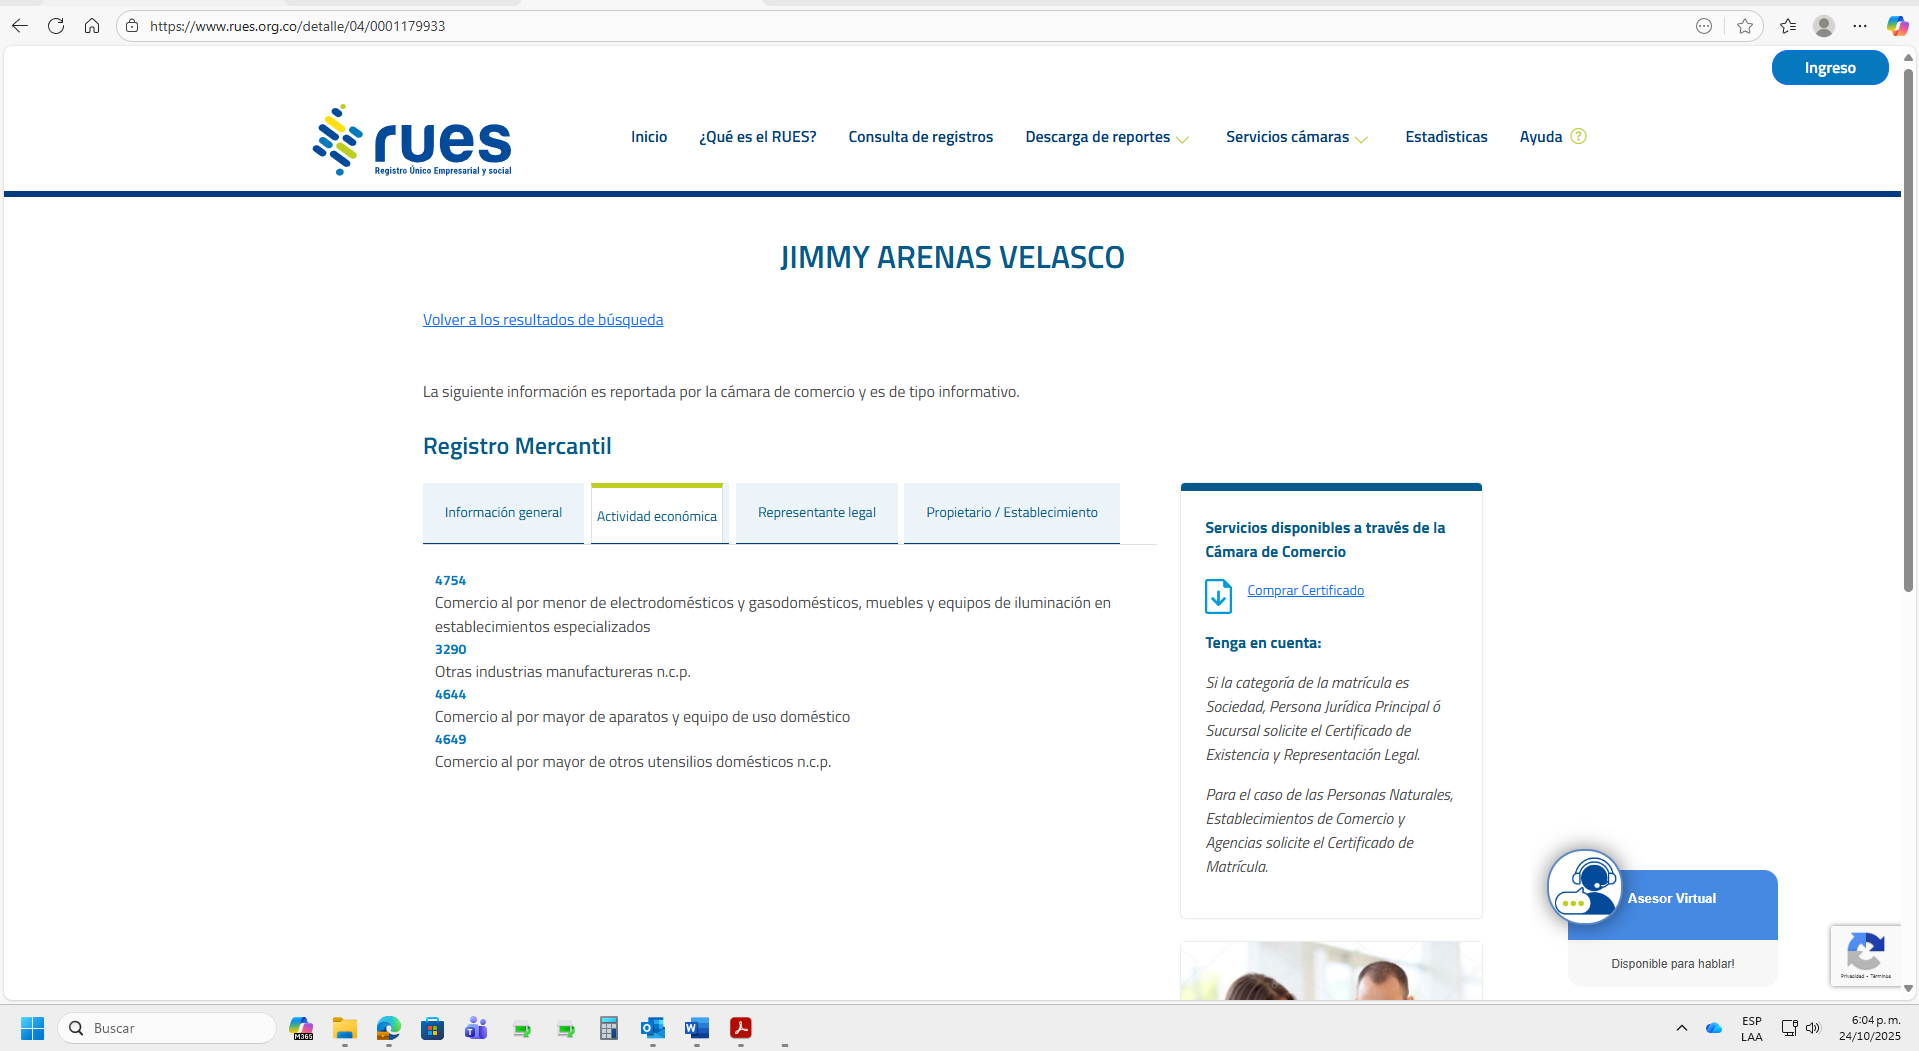 https://www.rues.org.co/detalle/04/0001179933
Ingreso
rues
Registro Único Empresarial y social
Inicio
¿Qué es el RUES?
Consulta de registros
Descarga de reportes
Servicios cámaras
Estadìsticas
Ayuda ?
JIMMY ARENAS VELASCO
Volver a los resultados de búsqueda
La siguiente información es reportada por la cámara de comercio y es de tipo informativo.
Registro Mercantil
Información general
Actividad económica
Representante legal
Propietario / Establecimiento
4754
Comercio al por menor de electrodomésticos y gasodomésticos, muebles y equipos de iluminación en
establecimientos especializados
3290
Otras industrias manufactureras n.c.p.
4644
Comercio al por mayor de aparatos y equipo de uso doméstico
4649
Comercio al por mayor de otros utensilios domésticos n.c.p.
Servicios disponibles a través de la
Cámara de Comercio
Comprar Certificado
Tenga en cuenta:
Si la categoría de la matrícula es
Sociedad, Persona Jurídica Principal ó
Sucursal solicite el Certificado de
Existencia y Representación Legal.
Para el caso de las Personas Naturales,
Establecimientos de Comercio y
Agencias solicite el Certificado de
Matrícula.
Asesor Virtual
Disponible para hablar!
Privacidad - Términos
Buscar
M365
ESP
LAA
6:04 p. m.
24/10/2025